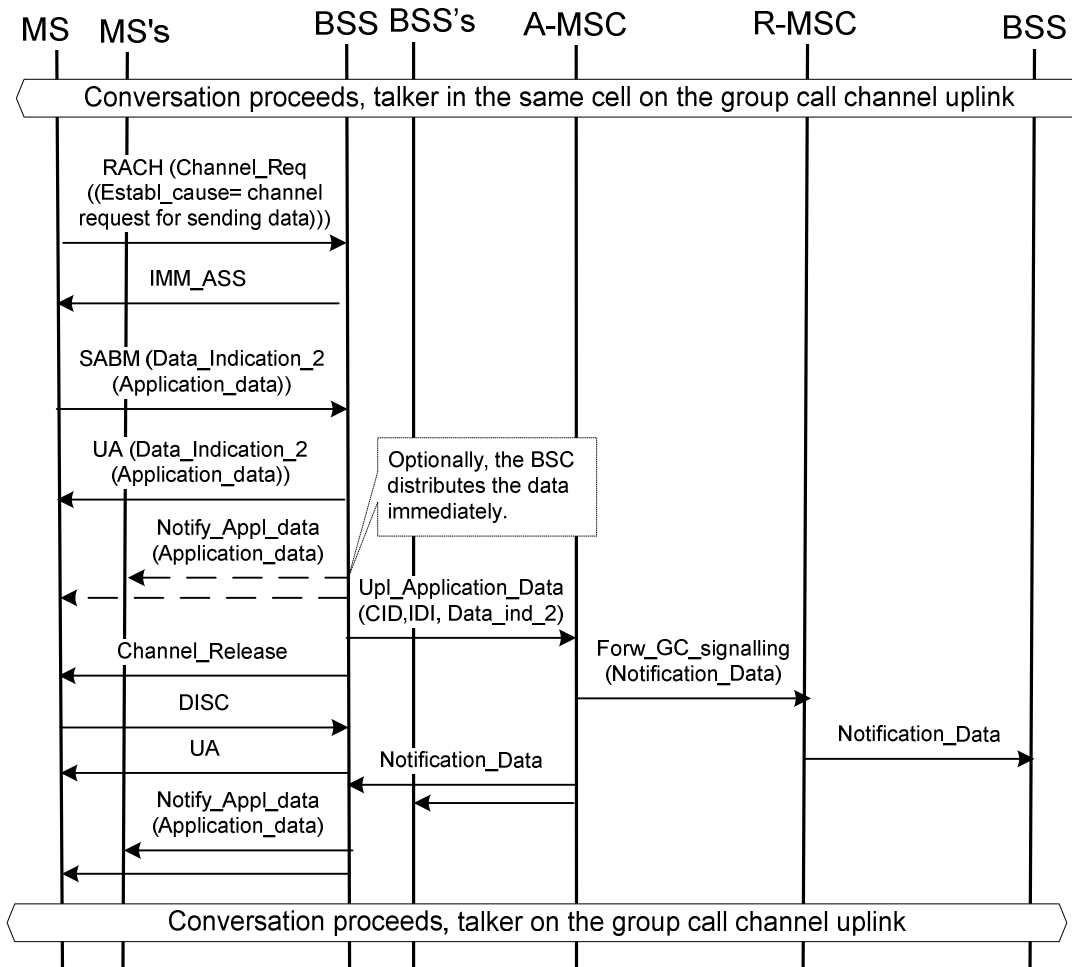 MS MS's BSS BSS's A-MSC R-MSC BSS
Conversation proceeds, talker in the same cell on the group call channel uplink
RACH (Channel_Req
((Establ_cause= channel
request for sending data)))
IMM_ASS
SABM (Data_Indication_2
(Application_data))
UA (Data_Indication_2
(Application_data))
Optionally, the BSC
distributes the data
immediately.
Notify_Appl_data
(Application_data)
Upl_Application_Data
(CID,IDI, Data_ind_2)
Channel_Release
Forw_GC_signalling
(Notification_Data)
DISC
Notification_Data
UA
Notification_Data
Notify_Appl_data
(Application_data)
Conversation proceeds, talker on the group call channel uplink